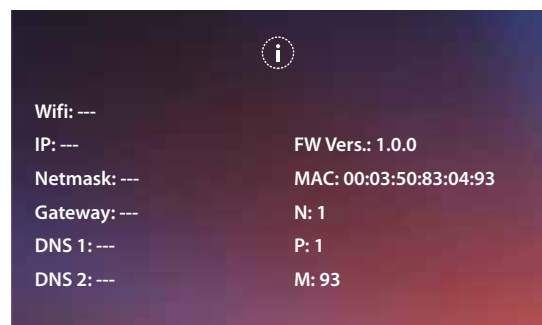 i
Wifi: ---
IP: ---
Netmask: ---
Gateway: ---
DNS 1: ---
DNS 2: ---
FW Vers.: 1.0.0
MAC: 00:03:50:83:04:93
N: 1
P: 1
M: 93